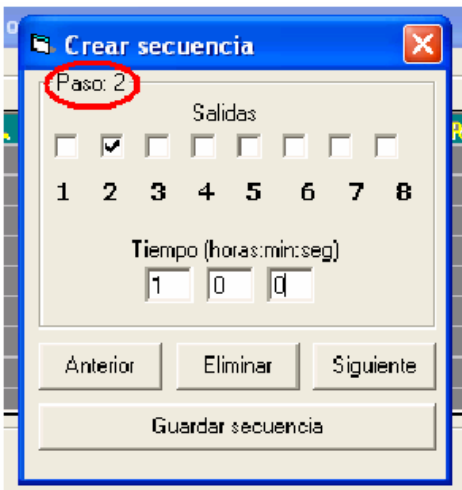 Crear secuencia
Paso: 2
Salidas
1 2 3 4 5 6 7 8
Tiempo (horas:min:seg)
1 0 0
Anterior Eliminar Siguiente
Guardar secuencia